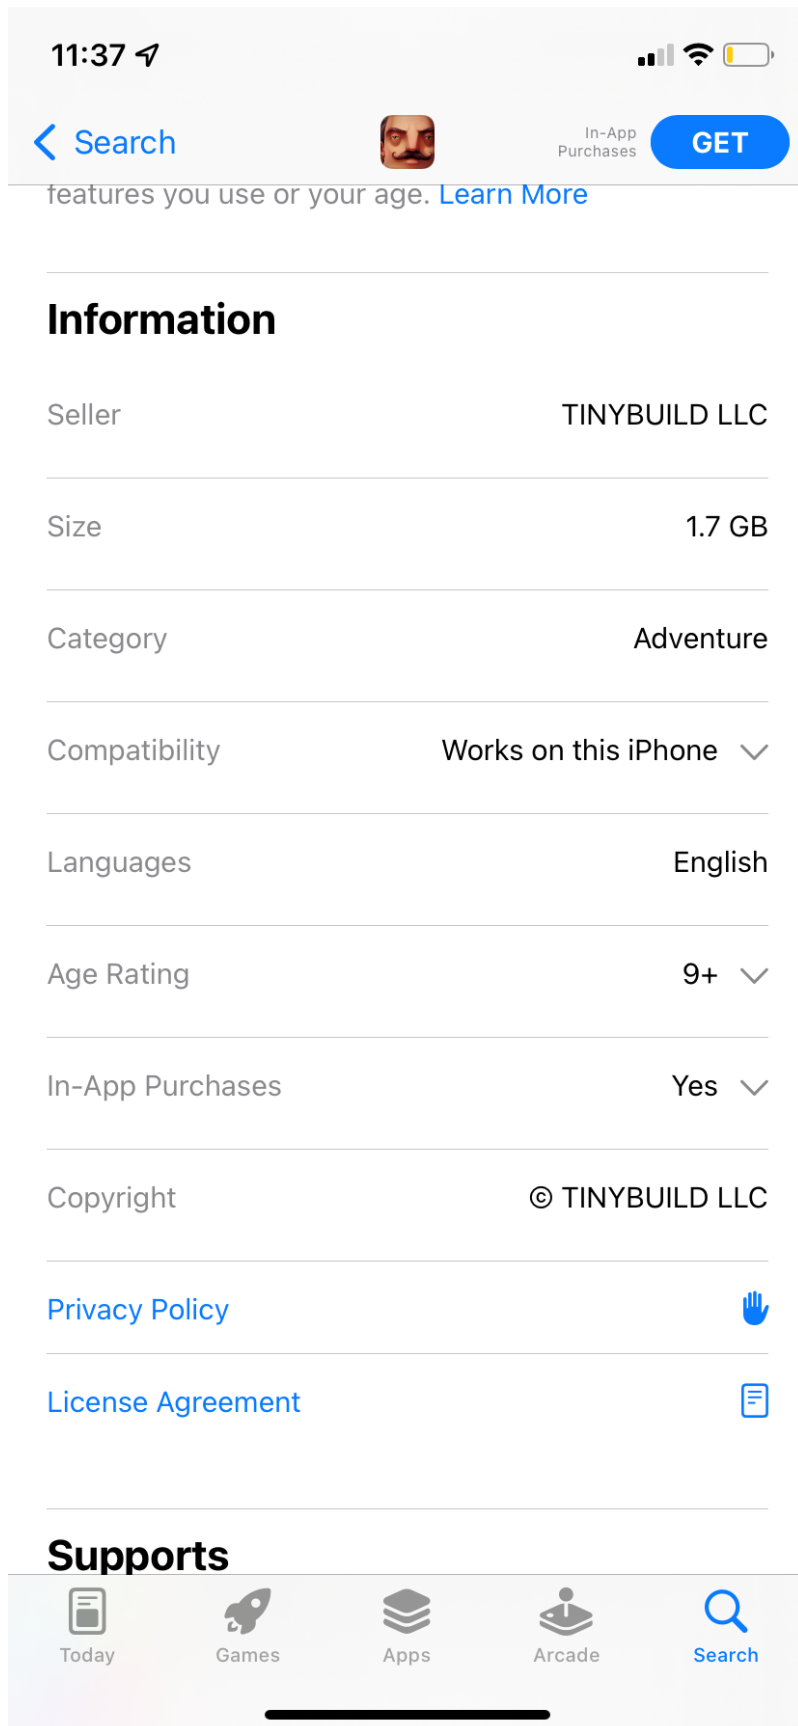 11:37
Search
In-App
Purchases
GET
features you use or your age. Learn More
Information
Seller
TINYBUILD LLC
Size
1.7 GB
Category
Adventure
Compatibility
Works on this iPhone
Languages
English
Age Rating
9+
In-App Purchases
Yes
Copyright
© TINYBUILD LLC
Privacy Policy
License Agreement
Supports
Today
Games
Apps
Arcade
Search